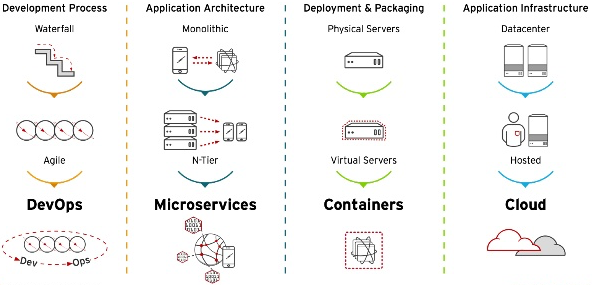 Development Process
Application Architecture
Deployment & Packaging
Application Infrastructure
Waterfall
Monolithic
Physical Servers
Datacenter
Agile
N-Tier
Virtual Servers
Hosted
DevOps
Microservices
Containers
Cloud
Dev
Ops